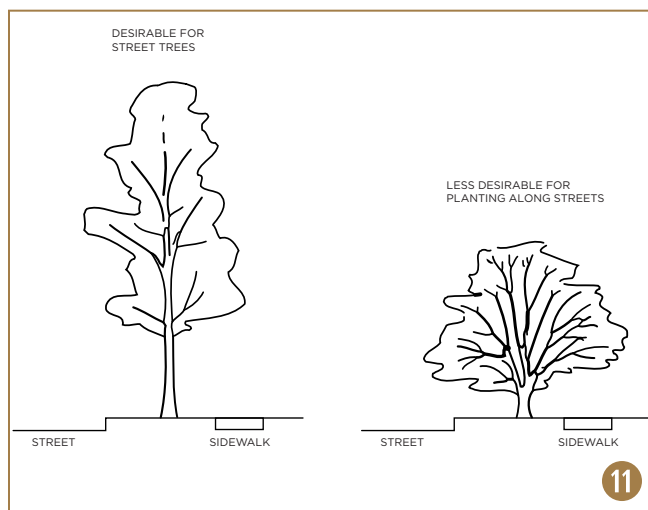 DESIRABLE FOR
STREET TREES
LESS DESIRABLE FOR
PLANTING ALONG STREETS
STREET
SIDEWALK
STREET
SIDEWALK
11